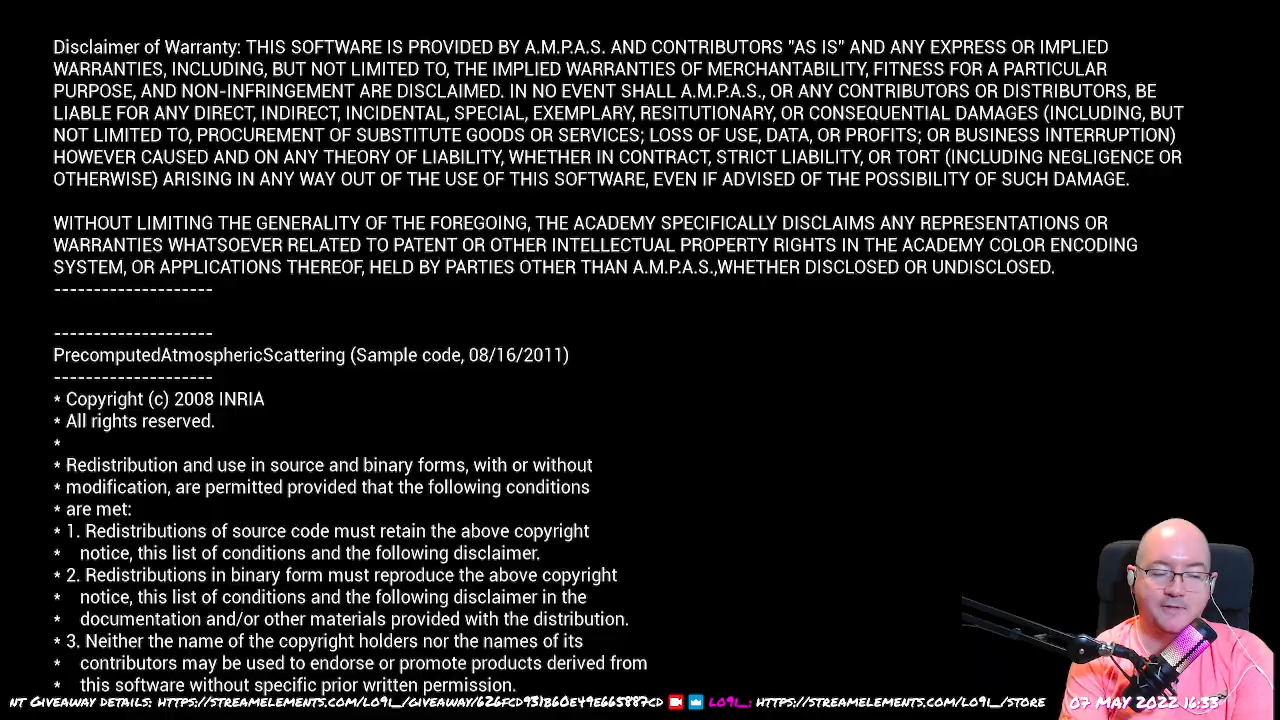 Disclaimer of Warranty: THIS SOFTWARE IS PROVIDED BY A.M.P.A.S. AND CONTRIBUTORS "AS IS" AND ANY EXPRESS OR IMPLIED
WARRANTIES, INCLUDING, BUT NOT LIMITED TO, THE IMPLIED WARRANTIES OF MERCHANTABILITY, FITNESS FOR A PARTICULAR
PURPOSE, AND NON-INFRINGEMENT ARE DISCLAIMED. IN NO EVENT SHALL A.M.P.A.S., OR ANY CONTRIBUTORS OR DISTRIBUTORS, BE
LIABLE FOR ANY DIRECT, INDIRECT, INCIDENTAL, SPECIAL, EXEMPLARY, RESITUTIONARY, OR CONSEQUENTIAL DAMAGES (INCLUDING, BUT
NOT LIMITED TO, PROCUREMENT OF SUBSTITUTE GOODS OR SERVICES; LOSS OF USE, DATA, OR PROFITS; OR BUSINESS INTERRUPTION)
HOWEVER CAUSED AND ON ANY THEORY OF LIABILITY, WHETHER IN CONTRACT, STRICT LIABILITY, OR TORT (INCLUDING NEGLIGENCE OR
OTHERWISE) ARISING IN ANY WAY OUT OF THE USE OF THIS SOFTWARE, EVEN IF ADVISED OF THE POSSIBILITY OF SUCH DAMAGE.
WITHOUT LIMITING THE GENERALITY OF THE FOREGOING, THE ACADEMY SPECIFICALLY DISCLAIMS ANY REPRESENTATIONS OR
WARRANTIES WHATSOEVER RELATED TO PATENT OR OTHER INTELLECTUAL PROPERTY RIGHTS IN THE ACADEMY COLOR ENCODING
SYSTEM, OR APPLICATIONS THEREOF, HELD BY PARTIES OTHER THAN A.M.P.A.S.,WHETHER DISCLOSED OR UNDISCLOSED.
--------------------
--------------------
PrecomputedAtmosphericScattering (Sample code, 08/16/2011)
--------------------
* Copyright (c) 2008 INRIA
* All rights reserved.
*
* Redistribution and use in source and binary forms, with or without
* modification, are permitted provided that the following conditions
* are met:
* 1. Redistributions of source code must retain the above copyright
*    notice, this list of conditions and the following disclaimer.
* 2. Redistributions in binary form must reproduce the above copyright
*    notice, this list of conditions and the following disclaimer in the
*    documentation and/or other materials provided with the distribution.
* 3. Neither the name of the copyright holders nor the names of its
*    contributors may be used to endorse or promote products derived from
*    this software without specific prior written permission.
NT GIVEAWAY DETAILS: HTTPS://STREAMELEMENTS.COM/LO9I_/GIVEAWAY/626FCD931B60E49E665887CD LO9I_: HTTPS://STREAMELEMENTS.COM/LO9I_/STORE 07 MAY 2022 16:33